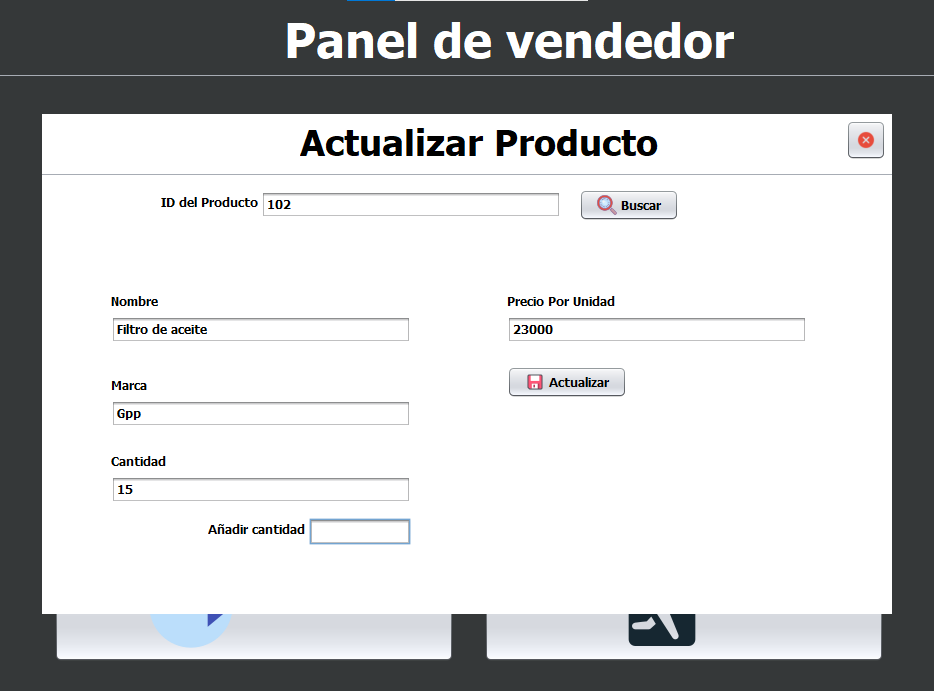 Panel de vendedor
Actualizar Producto
ID del Producto 102 Buscar
Nombre
Filtro de aceite
Precio Por Unidad
23000
Marca
Gpp
Actualizar
Cantidad
15
Añadir cantidad